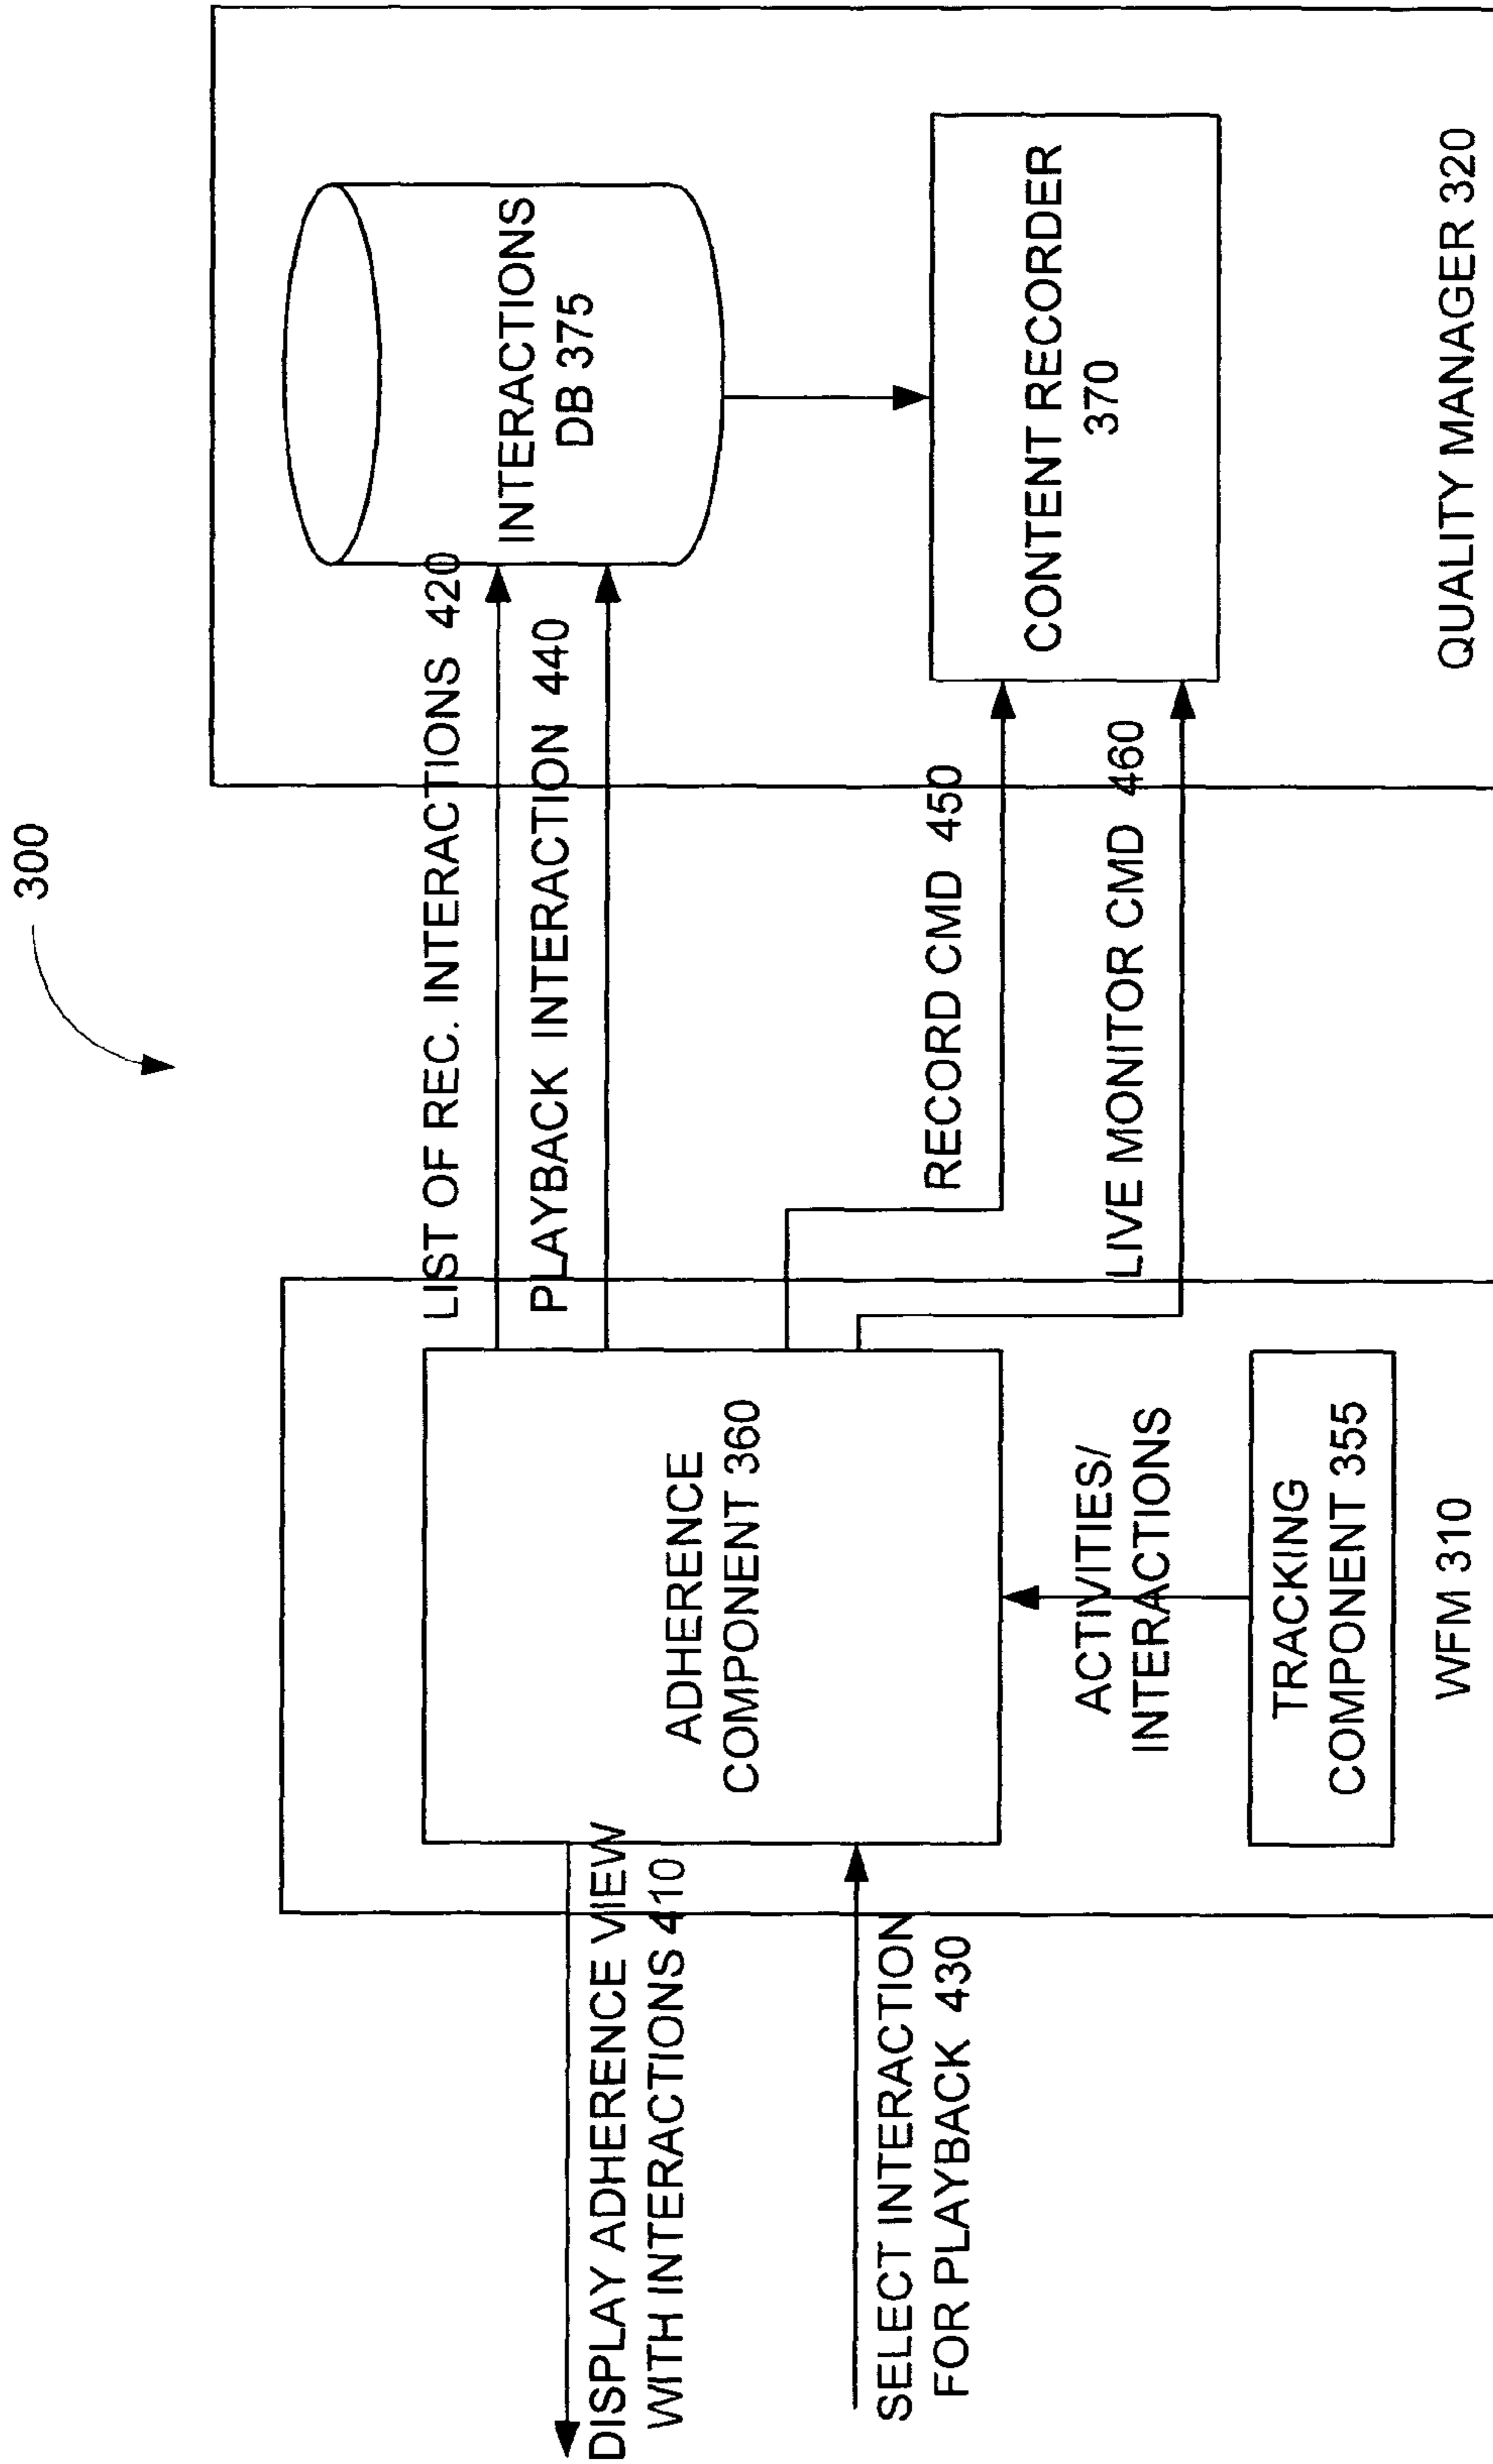 300
LIST OF REC. INTERACTIONS 420
PLAYBACK INTERACTION 440
INTERACTIONS
DB 375
DISPLAY ADHERENCE VIEW
WITH INTERACTIONS 410
ADHERENCE
COMPONENT 360
SELECT INTERACTION
FOR PLAYBACK 430
RECORD CMD 450
LIVE MONITOR CMD 460
CONTENT RECORDER
370
ACTIVITIES/
INTERACTIONS
TRACKING
COMPONENT 355
WFM 310
QUALITY MANAGER 320